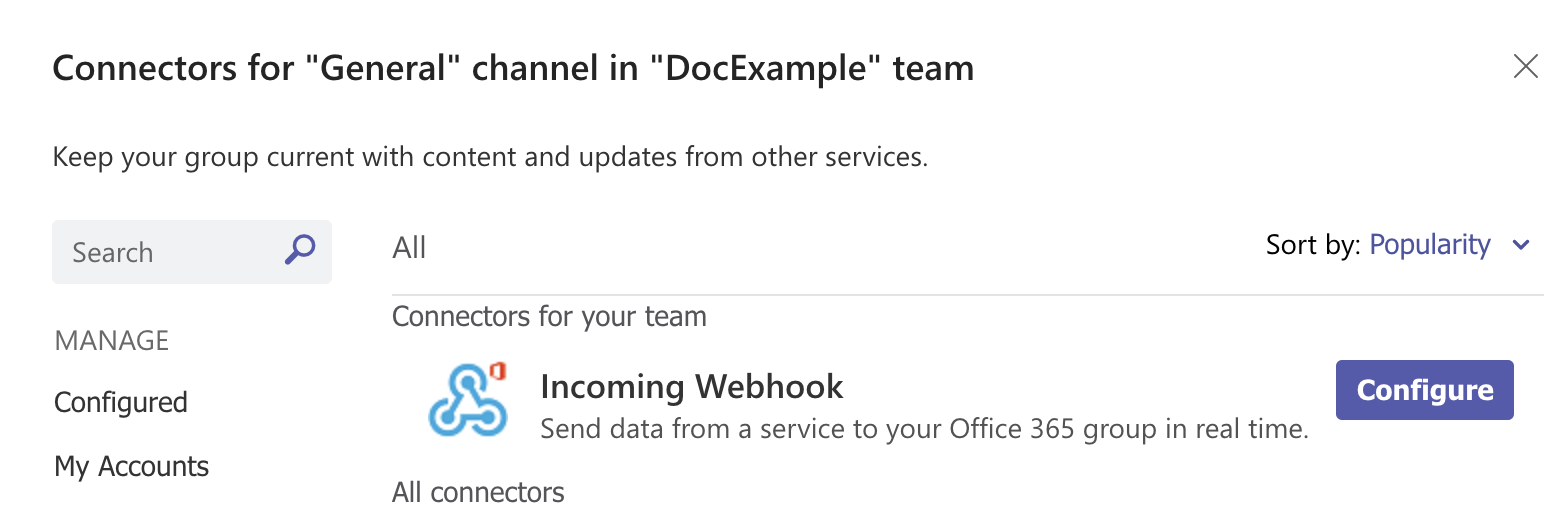 Connectors for "General" channel in "DocExample" team
Keep your group current with content and updates from other services.
Search
All
Sort by: Popularity
MANAGE
Configured
My Accounts
Connectors for your team
Incoming Webhook
Send data from a service to your Office 365 group in real time.
Configure
All connectors